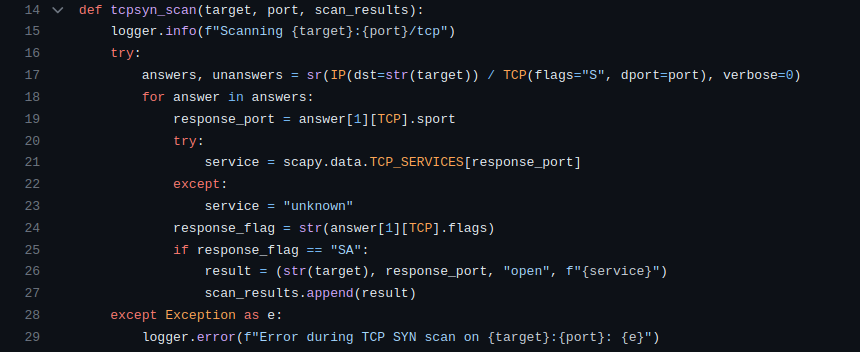 14 def tcpsyn_scan(target, port, scan_results):
15     logger.info(f"Scanning {target}:{port}/tcp")
16     try:
17         answers, unanswers = sr(IP(dst=str(target)) / TCP(flags="S", dport=port), verbose=0)
18         for answer in answers:
19             response_port = answer[1][TCP].sport
20             try:
21                 service = scapy.data.TCP_SERVICES[response_port]
22             except:
23                 service = "unknown"
24             response_flag = str(answer[1][TCP].flags)
25             if response_flag == "SA":
26                 result = (str(target), response_port, "open", f"{service}")
27                 scan_results.append(result)
28     except Exception as e:
29         logger.error(f"Error during TCP SYN scan on {target}:{port}: {e}")